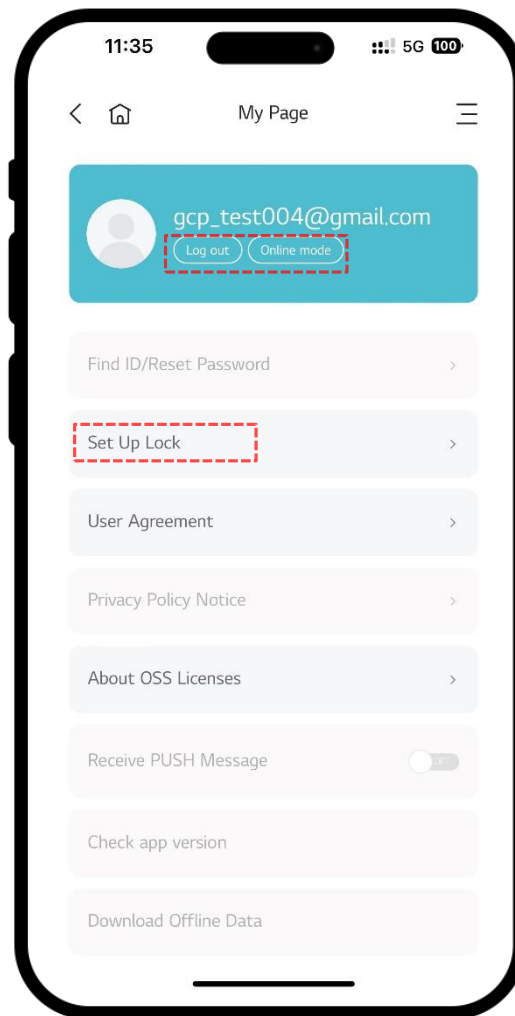 11:35 5G 100
My Page
gcp_test004@gmail.com
Log out Online mode
Find ID/Reset Password
Set Up Lock
User Agreement
Privacy Policy Notice
About OSS Licenses
Receive PUSH Message
Check app version
Download Offline Data